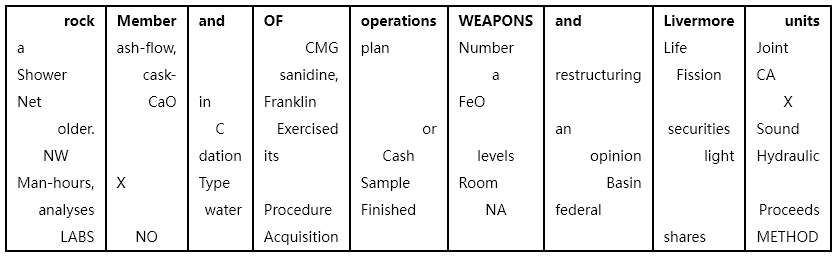 rock Member and OF operations WEAPONS and Livermore units
a ash-flow, CMG plan Number Life Joint
Shower cask- sanidine, a restructuring Fission CA
Net CaO in Franklin FeO X
older. C Exercised or an securities Sound
NW dation its Cash levels opinion light Hydraulic
Man-hours, X Type Sample Room Basin
analyses water Procedure Finished NA federal Proceeds
LABS NO Acquisition shares METHOD